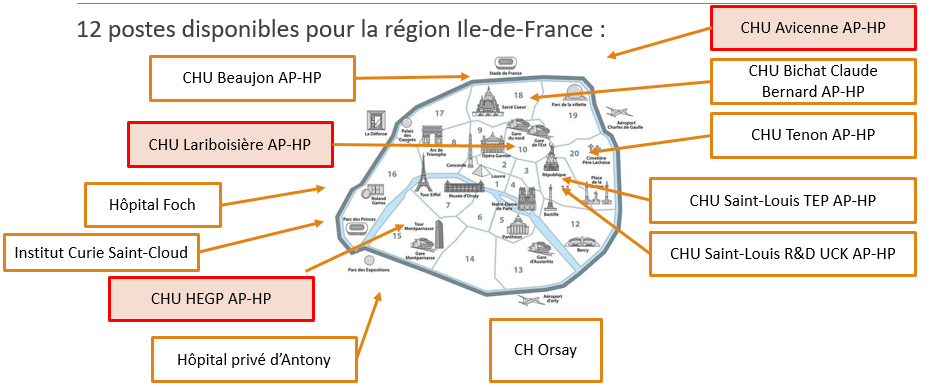 12 postes disponibles pour la région Ile-de-France :
CHU Avicenne AP-HP
CHU Beaujon AP-HP
CHU Bichat Claude
Bernard AP-HP
CHU Lariboisière AP-HP
CHU Tenon AP-HP
Hôpital Foch
CHU Saint-Louis TEP AP-HP
Institut Curie Saint-Cloud
CHU Saint-Louis R&D UCK AP-HP
CHU HEGP AP-HP
Hôpital privé d’Antony
CH Orsay
Stade de France
18
Sacré Coeur
Parc de la villette
19
Aéroport
Charles de Gaulle
17
La Défense
Palais
des
Congrès
Arc de
Triomphe
8
9
Opéra Garnier
Gare
du nord
Gare
de l'Est
10
Concorde
Louvre
2
3
République
20
Cimetière
Père Lachaise
16
1
4
11
Place
de la
Roland
Garros
Tour Eiffel
Musée d'Orsay
7
Notre-Dame
de Paris
Bastille
Parc des Princes
Tour
Montparnasse
6
5
Panthéon
12
15
Gare
Montparnasse
Gare
d'Austerlitz
Bercy
14
13
Parc des Expositions
Aéroport
d'orly